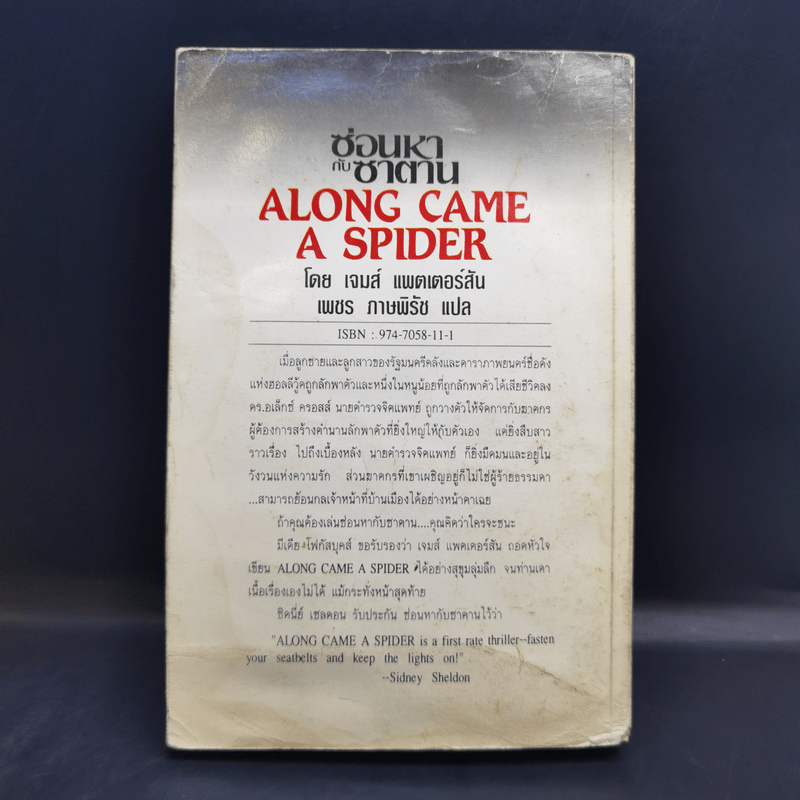 ซ่อนหา
กับ ซาตาน
ALONG CAME
A SPIDER
โดย เจมส์ แพตเตอร์สัน
เพชร ภาษพิรัช แปล
ISBN : 974-7058-11-1
เมื่อลูกชายและลูกสาวของรัฐมนตรีคลังและดาราภาพยนตร์ชื่อดัง
แห่งฮอลลีวู้ดถูกลักพาตัวและหนึ่งในหนูน้อยที่ถูกลักพาตัวได้เสียชีวิตลง
ดร.อเล็กซ์ ครอสส์ นายตำรวจจิตแพทย์ ถูกวางตัวให้จัดการกับฆาตกร
ผู้ต้องการสร้างตำนานลักพาตัวที่ยิ่งใหญ่ให้กับตัวเอง แต่ยิ่งสืบสาว
ราวเรื่อง ไปถึงเบื้องหลัง นายตำรวจจิตแพทย์ ก็ยิ่งมืดมนและอยู่ใน
วังวนแห่งความรัก ส่วนฆาตกรที่เขาเผชิญอยู่ก็ไม่ใช่ผู้ร้ายธรรมดา
...สามารถย้อนกลเจ้าหน้าที่บ้านเมืองได้อย่างหน้าตาเฉย
ถ้าคุณต้องเล่นซ่อนหากับซาตาน....คุณคิดว่าใครจะชนะ
มีเดีย โฟกัสบุคส์ ขอรับรองว่า เจมส์ แพตเตอร์สัน ถอดหัวใจ
เขียน ALONG CAME A SPIDER ได้อย่างสุขุมลุ่มลึก จนท่านเดา
เนื้อเรื่องเองไม่ได้ แม้กระทั่งหน้าสุดท้าย
ซิดนีย์ เชลดอน รับประกัน ซ่อนหากับซาตานไว้ว่า
"ALONG CAME A SPIDER is a first rate thriller--fasten
your seatbelts and keep the lights on!"
--Sidney Sheldon